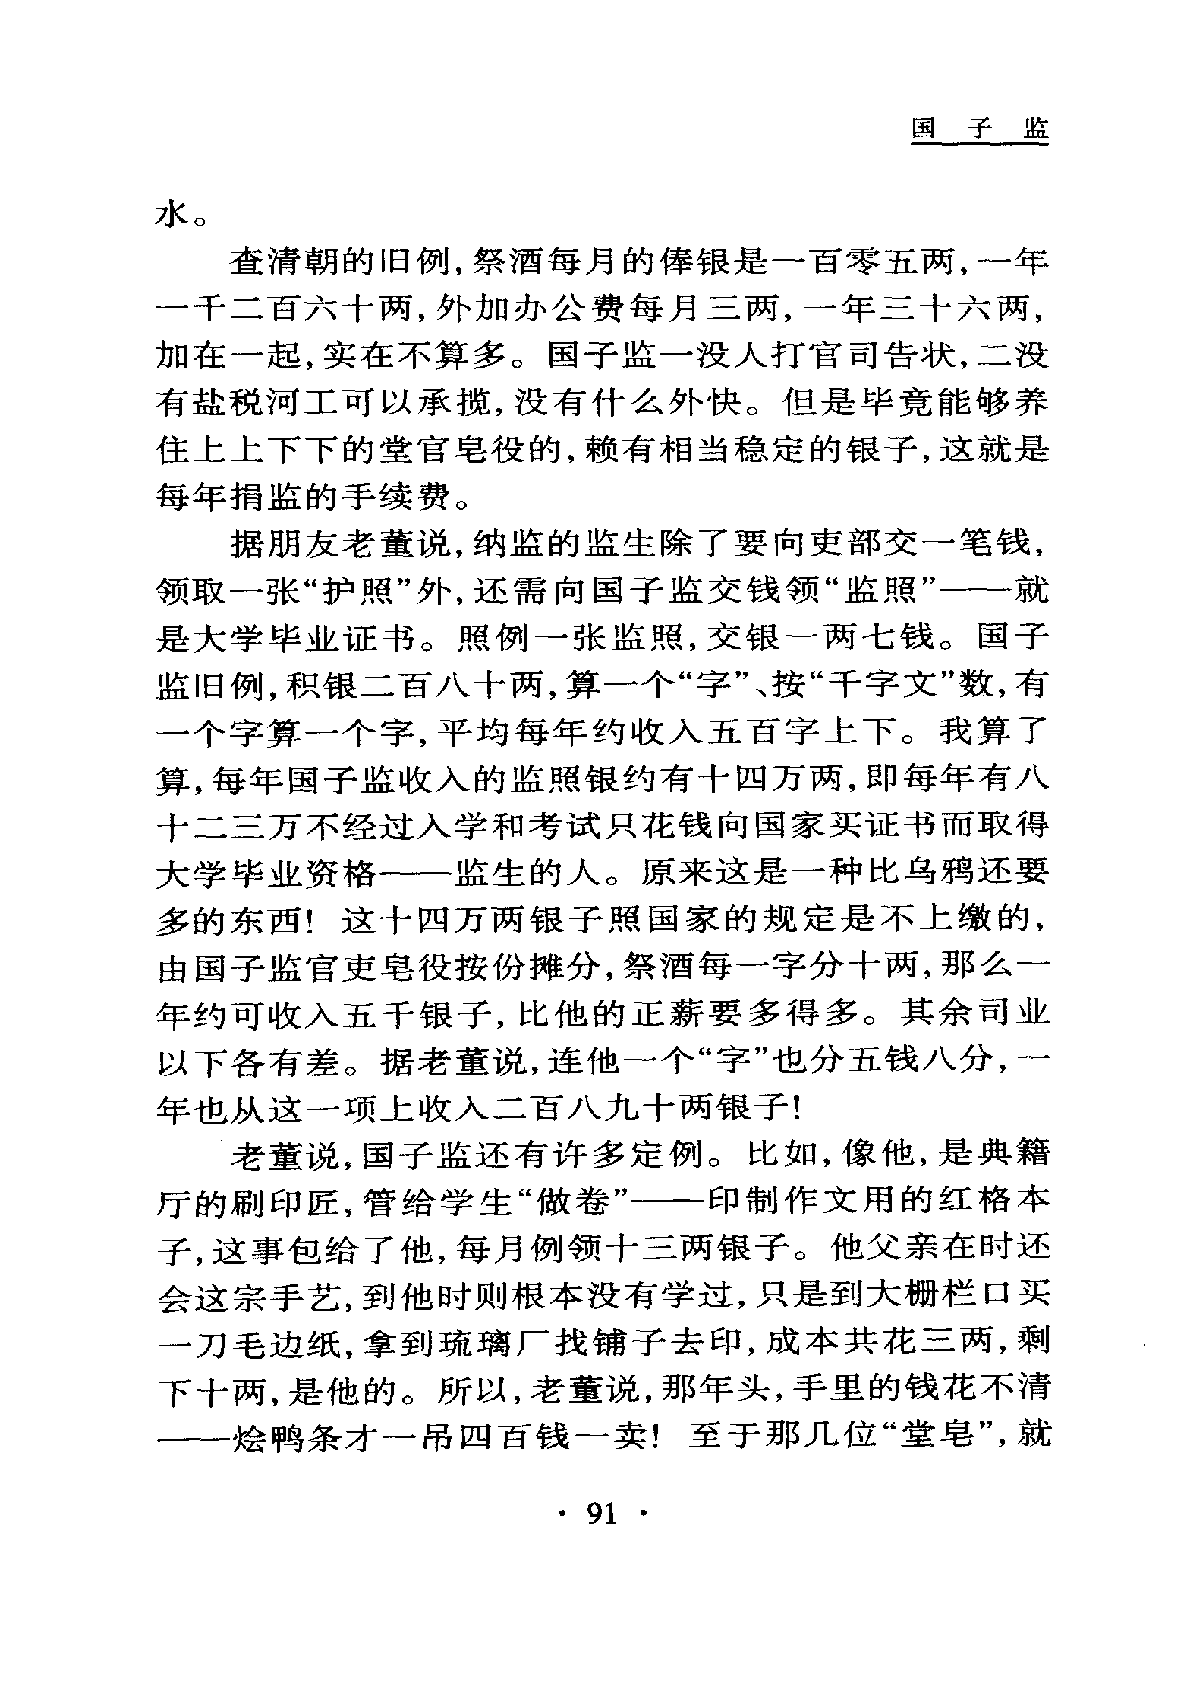 国子监
水。
查清朝的旧例,祭酒每月的俸银是一百零五两,一年
一千二百六十两,外加办公费每月三两,一年三十六两,
加在一起,实在不算多。国子监一没人打官司告状,二没
有盐税河工可以承揽,没有什么外快。但是毕竟能够养
住上上下下的堂官皂役的,赖有相当稳定的银子,这就是
每年捐监的手续费。
据朋友老董说,纳监的监生除了要向吏部交一笔钱,
领取一张“护照”外,还需向国子监交钱领“监照”——就
是大学毕业证书。照例一张监照,交银一两七钱。国子
监旧例,积银二百八十两,算一个“字”、按“千字文”数,有
一个字算一个字,平均每年约收入五百字上下。我算了
算,每年国子监收入的监照银约有十四万两,即每年有八
十二三万不经过入学和考试只花钱向国家买证书而取得
大学毕业资格——监生的人。原来这是一种比乌鸦还要
多的东西!这十四万两银子照国家的规定是不上缴的,
由国子监官吏皂役按份摊分,祭酒每一字分十两,那么一
年约可收入五千银子,比他的正薪要多得多。其余司业
以下各有差。据老董说,连他一个“字”也分五钱八分,一
年也从这一项上收入二百八九十两银子!
老董说,国子监还有许多定例。比如,像他,是典籍
厅的刷印匠,管给学生“做卷”——印制作文用的红格本
子,这事包给了他,每月例领十三两银子。他父亲在时还
会这宗手艺,到他时则根本没有学过,只是到大栅栏口买
一刀毛边纸,拿到琉璃厂找铺子去印,成本共花三两,剩
下十两,是他的。所以,老董说,那年头,手里的钱花不清
——烩鸭条才一吊四百钱一卖!至于那几位“堂皂”,就
· 91 ·